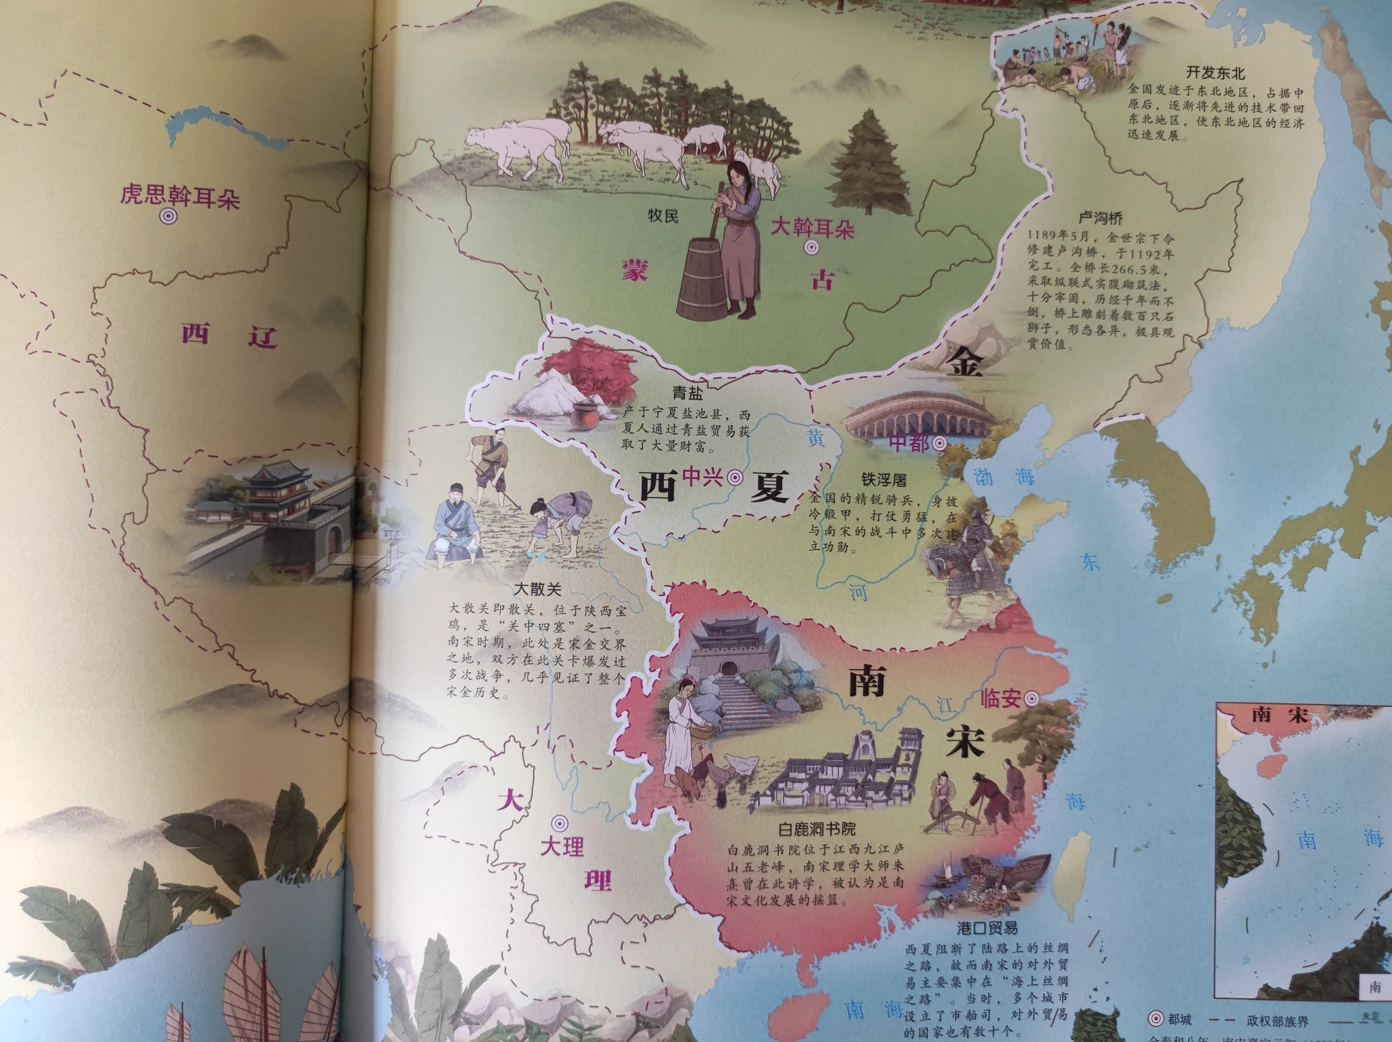 开发东北
金国发迹于东北地区，占据中
原后，逐渐将先进的技术带回
东北地区，使东北地区的经济
迅速发展。
虎思斡耳朵
牧民
大斡耳朵
蒙古
西辽
卢沟桥
1189年5月，金世宗下令
修建卢沟桥，于1192年
完工。全桥长266.5米，
采取纵联式实腹砌筑法，
十分牢固，历经千年而不
倒，桥上雕刻着数百只石
狮子，形态各异，极具观
赏价值。
金
中都
青盐
产于宁夏盐池县，西
夏人通过青盐贸易获
取了大量财富。
西夏
中兴
黄
河
渤海
铁浮屠
金国的精锐骑兵，身披
冷锻甲，打仗勇猛，在
与南宋的战斗中多次建
立功勋。
东
海
大散关
大散关即散关，位于陕西宝
鸡，是“关中四塞”之一。
南宋时期，此处是宋金交界
之地，双方在此关卡爆发过
多次战争，几乎见证了整个
宋金历史。
南
宋
江
临安
大
大理
理
白鹿洞书院
白鹿洞书院位于江西九江庐
山五老峰，南宋理学大师朱
熹曾在此讲学，被认为是南
宋文化发展的摇篮。
港口贸易
西夏阻断了陆路上的丝绸
之路，故而南宋的对外贸
易主要集中在“海上丝绸
之路”。当时，多个城市
设立了市舶司，对外贸易
的国家也有数十个。
南海
南宋
南海
南
都城
政权部族界
未定